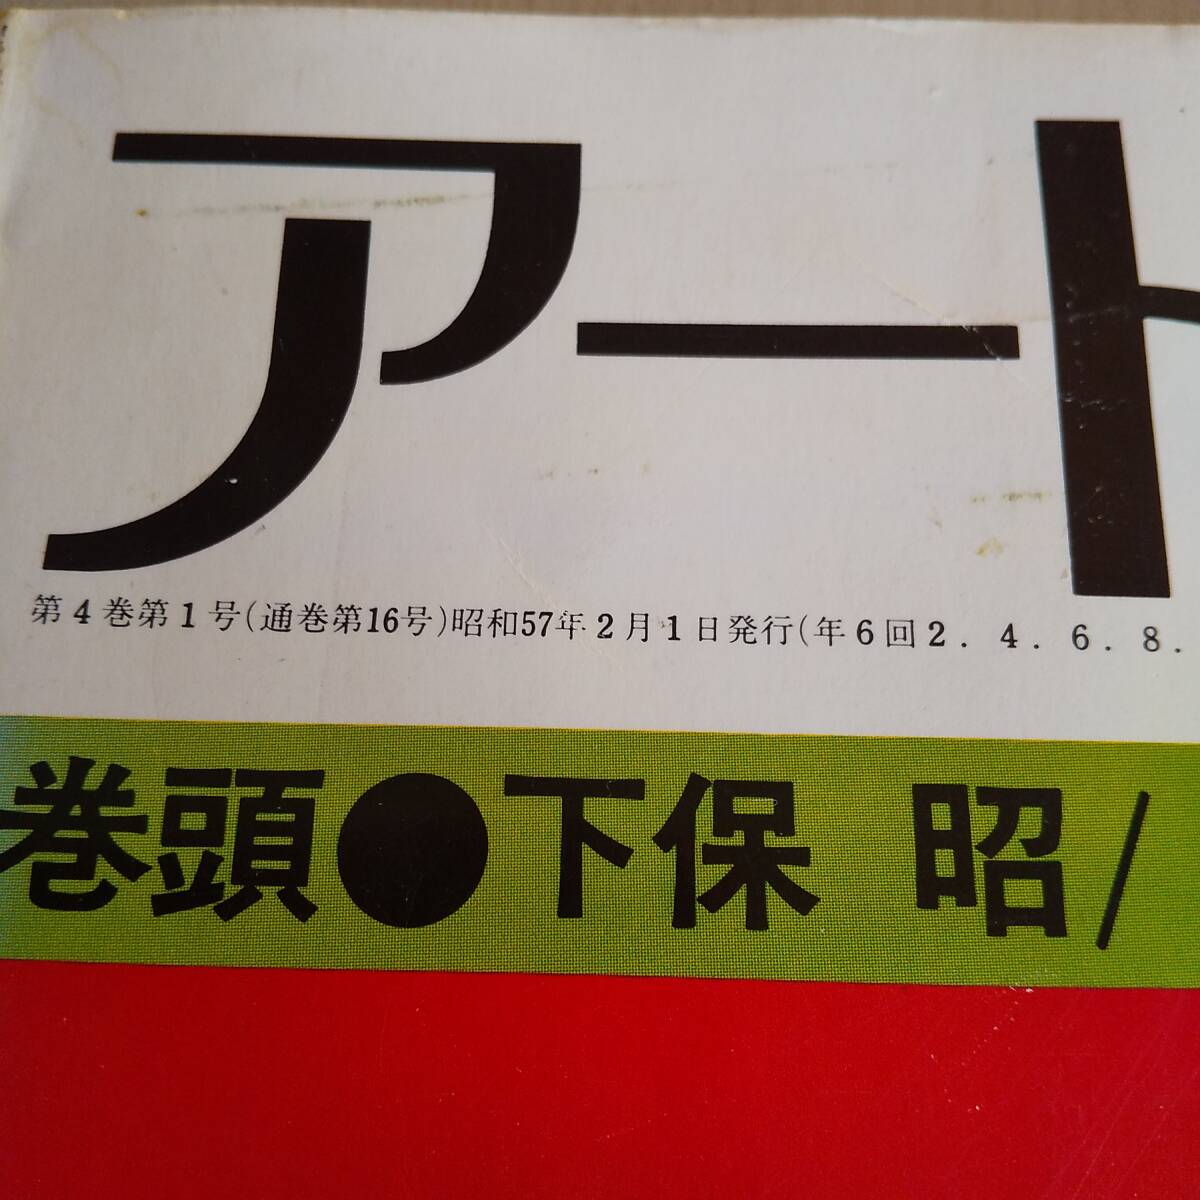 アート
第4巻第1号(通巻第16号)昭和57年2月1日発行(年6回2.4.6.8.
巻頭●下保 昭/